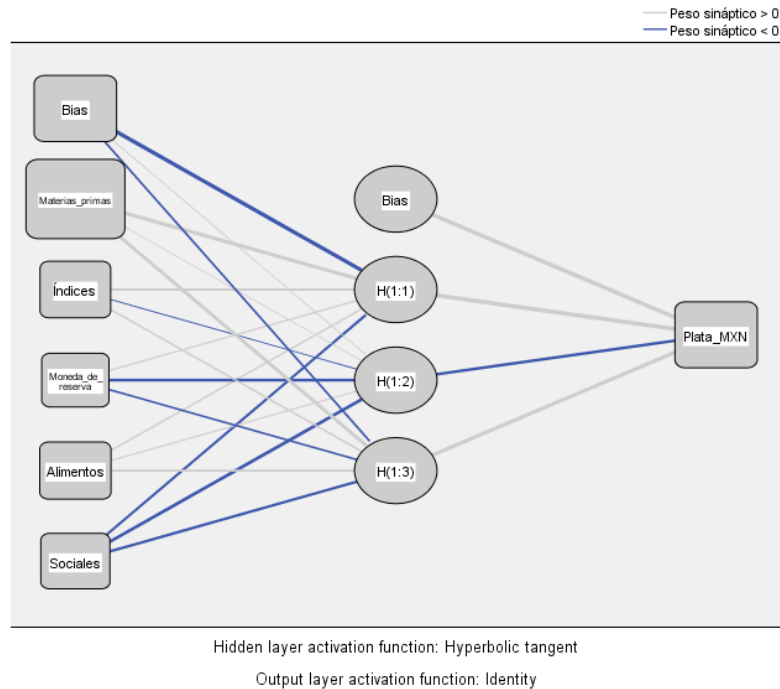 Peso sináptico > 0
Peso sináptico < 0
Bias
Materias_primas
Índices
Moneda_de_
reserva
Alimentos
Sociales
Bias
H(1:1)
H(1:2)
H(1:3)
Plata_MXN
Hidden layer activation function: Hyperbolic tangent
Output layer activation function: Identity